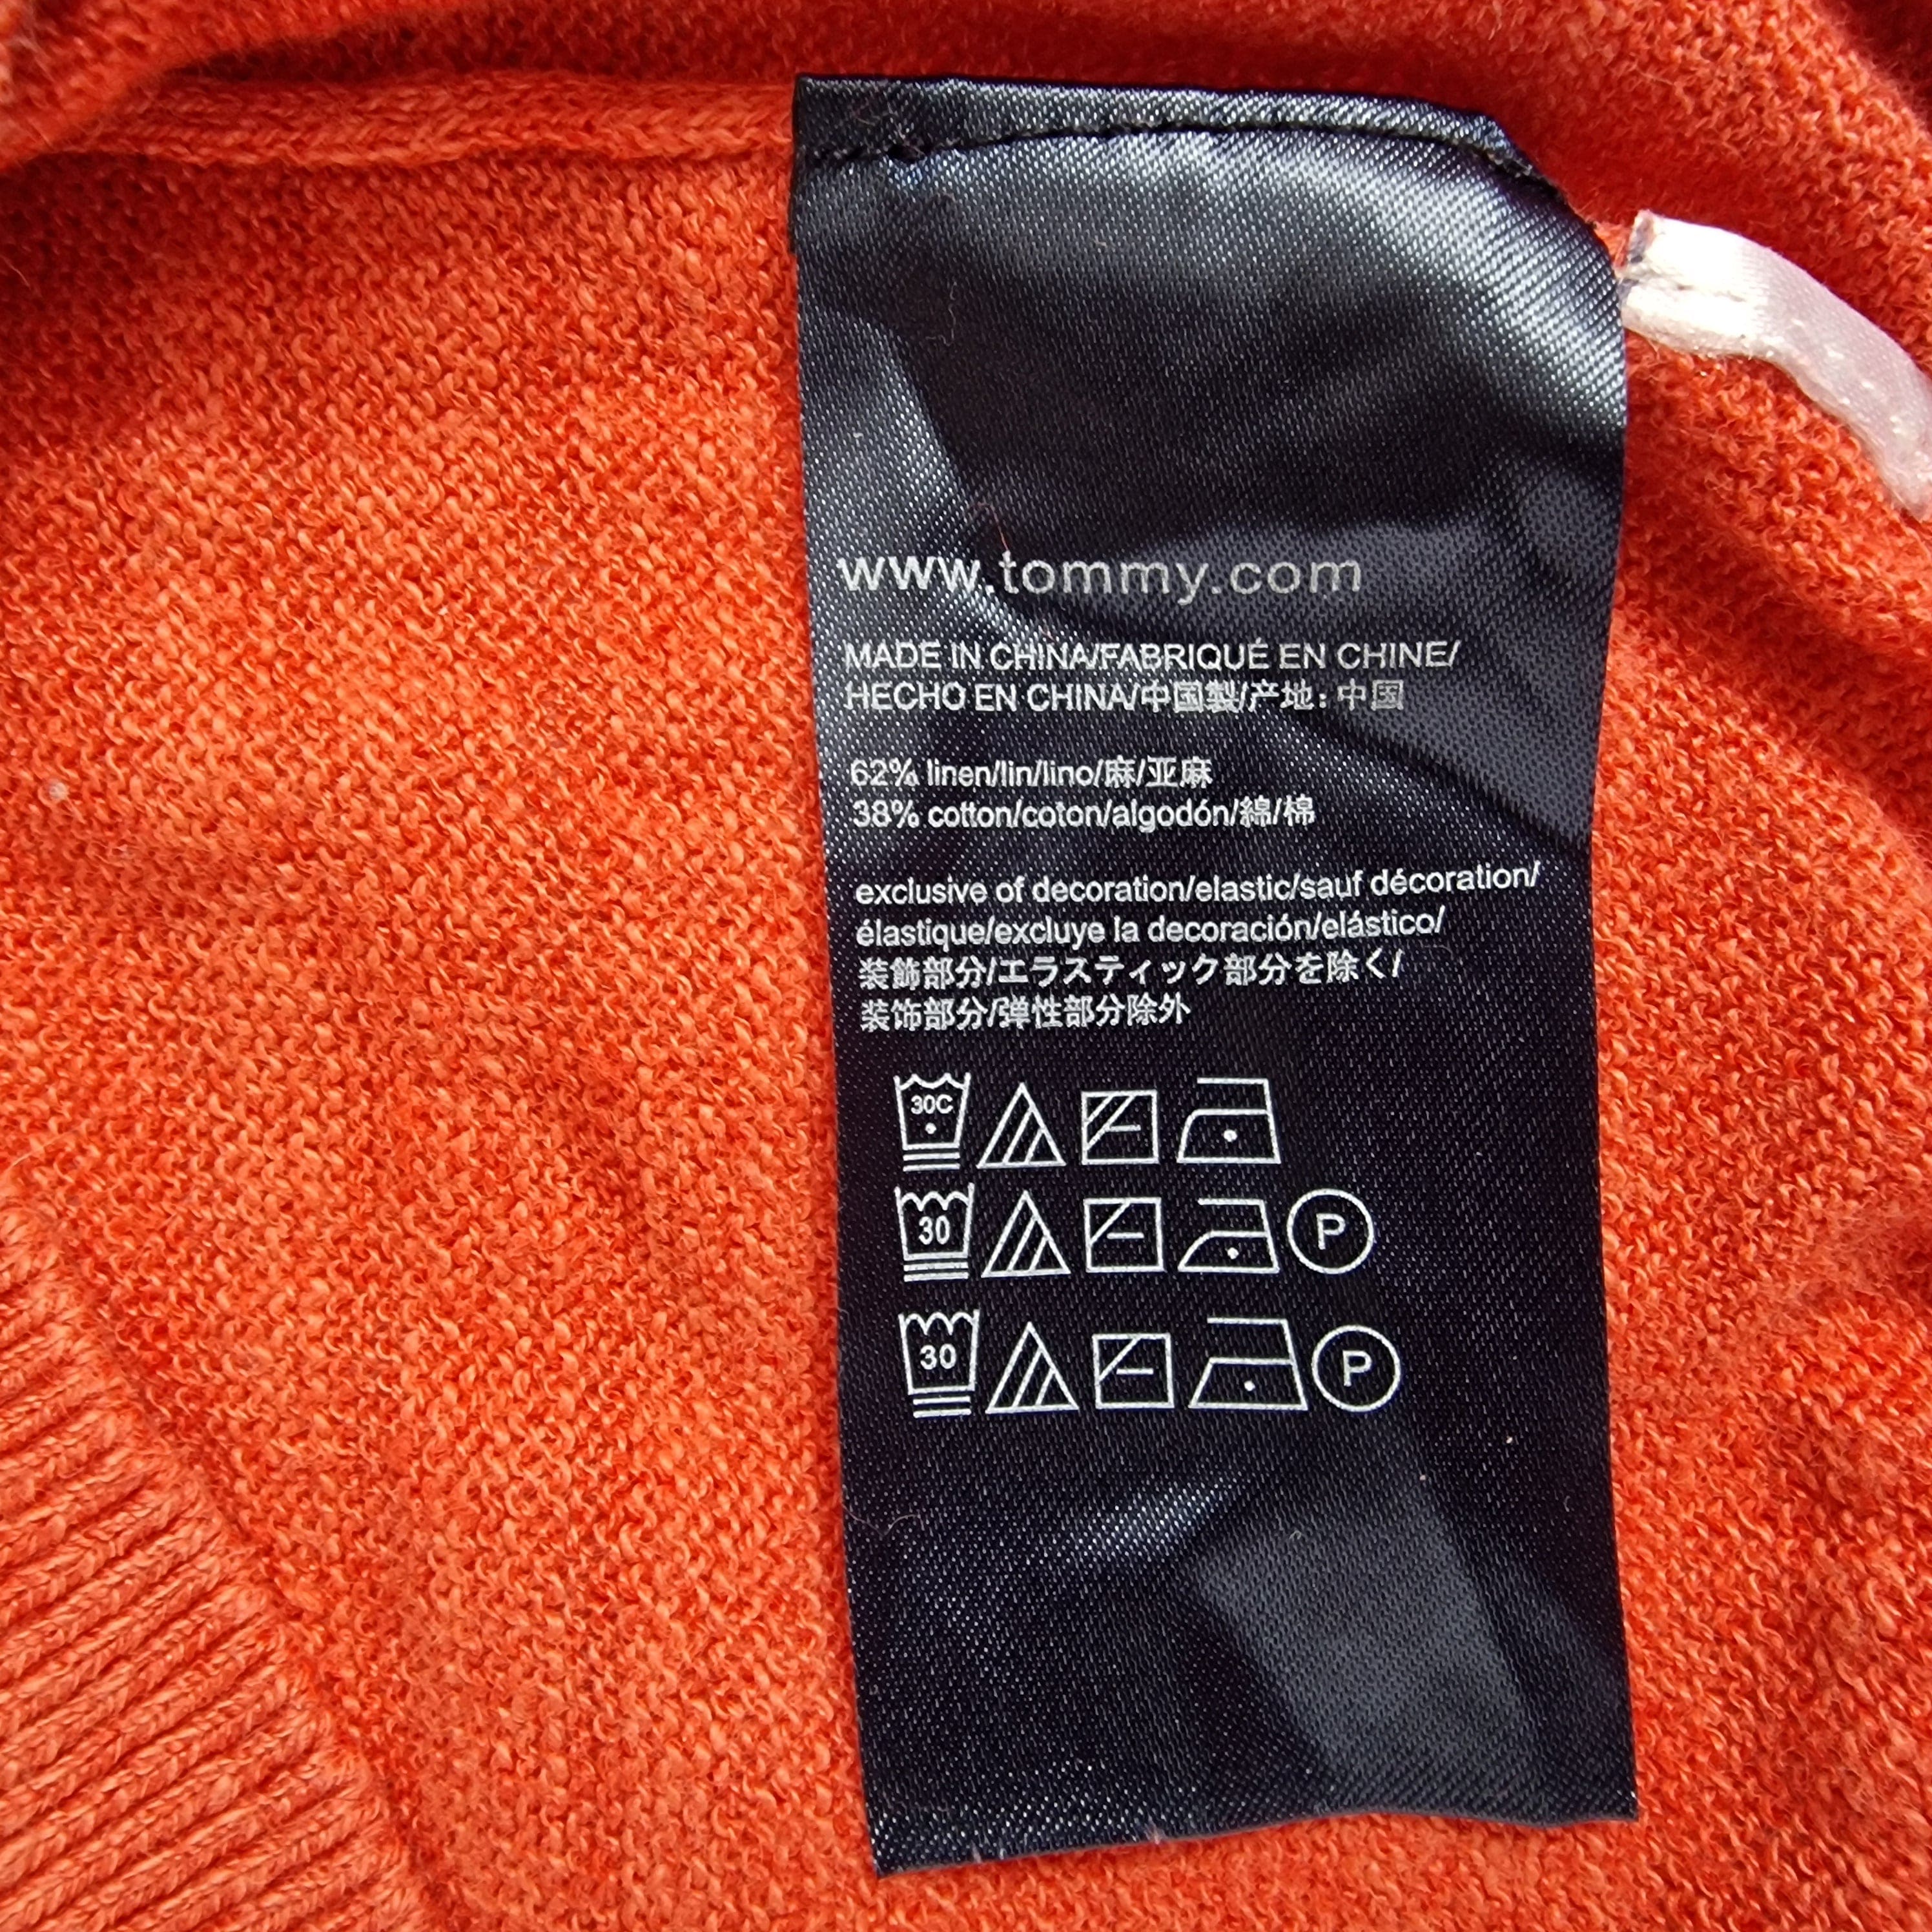 www.tommy.com
MADE IN CHINA/FABRIQUÉ EN CHINE/
HECHO EN CHINA/中国製/产地: 中国
62% linen/lin/lino/麻/亚麻
38% cotton/coton/algodón/綿/棉
exclusive of decoration/elastic/sauf décoration/
élastique/excluye la decoración/elástico/
装飾部分/エラスティック部分を除く/
装饰部分/弹性部分除外
30C
30 P
30 P